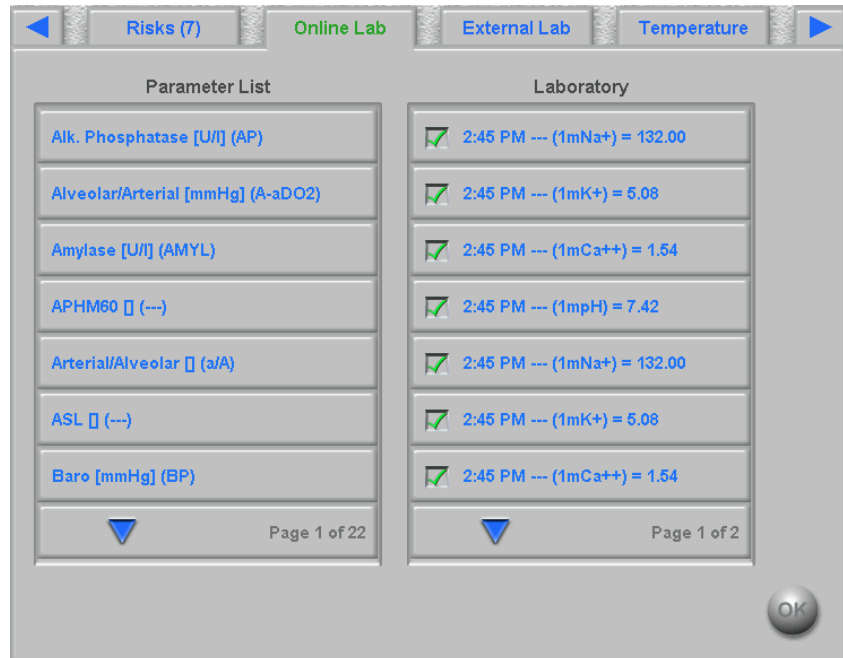 Risks (7)
Online Lab
External Lab
Temperature
Parameter List
Alk. Phosphatase [U/l] (AP)
Alveolar/Arterial [mmHg] (A-aDO2)
Amylase [U/l] (AMYL)
APHM60 [] (---)
Arterial/Alveolar [] (a/A)
ASL [] (---)
Baro [mmHg] (BP)
Page 1 of 22
Laboratory
2:45 PM --- (1mNa+) = 132.00
2:45 PM --- (1mK+) = 5.08
2:45 PM --- (1mCa++) = 1.54
2:45 PM --- (1mpH) = 7.42
2:45 PM --- (1mNa+) = 132.00
2:45 PM --- (1mK+) = 5.08
2:45 PM --- (1mCa++) = 1.54
Page 1 of 2
OK